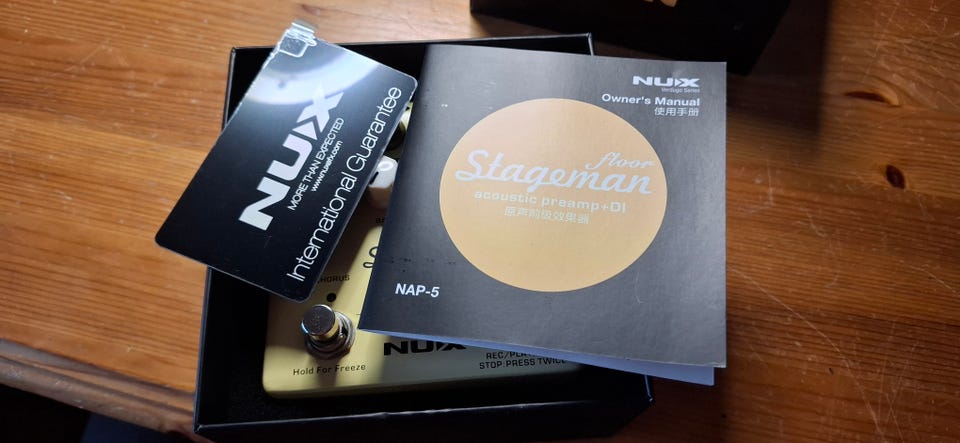 NUX
MORE THAN EXPECTED
www.nuxefx.com
International Guarantee
NUX
Verdugo Series
Owner's Manual
使用手册
Stageman floor
acoustic preamp+DI
原声前级效果器
NAP-5
CHORUS
Hold For Freeze
NUX
STOP:PRESS TWICE